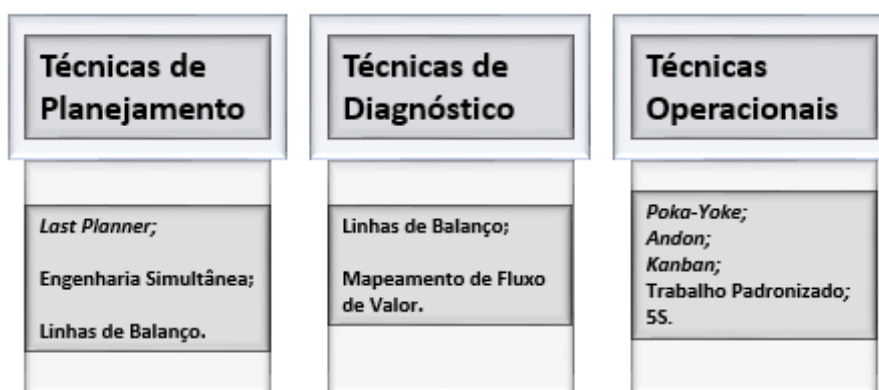 Técnicas de
Planejamento
Last Planner;
Engenharia Simultânea;
Linhas de Balanço.
Técnicas de
Diagnóstico
Linhas de Balanço;
Mapeamento de Fluxo
de Valor.
Técnicas
Operacionais
Poka-Yoke;
Andon;
Kanban;
Trabalho Padronizado;
5S.